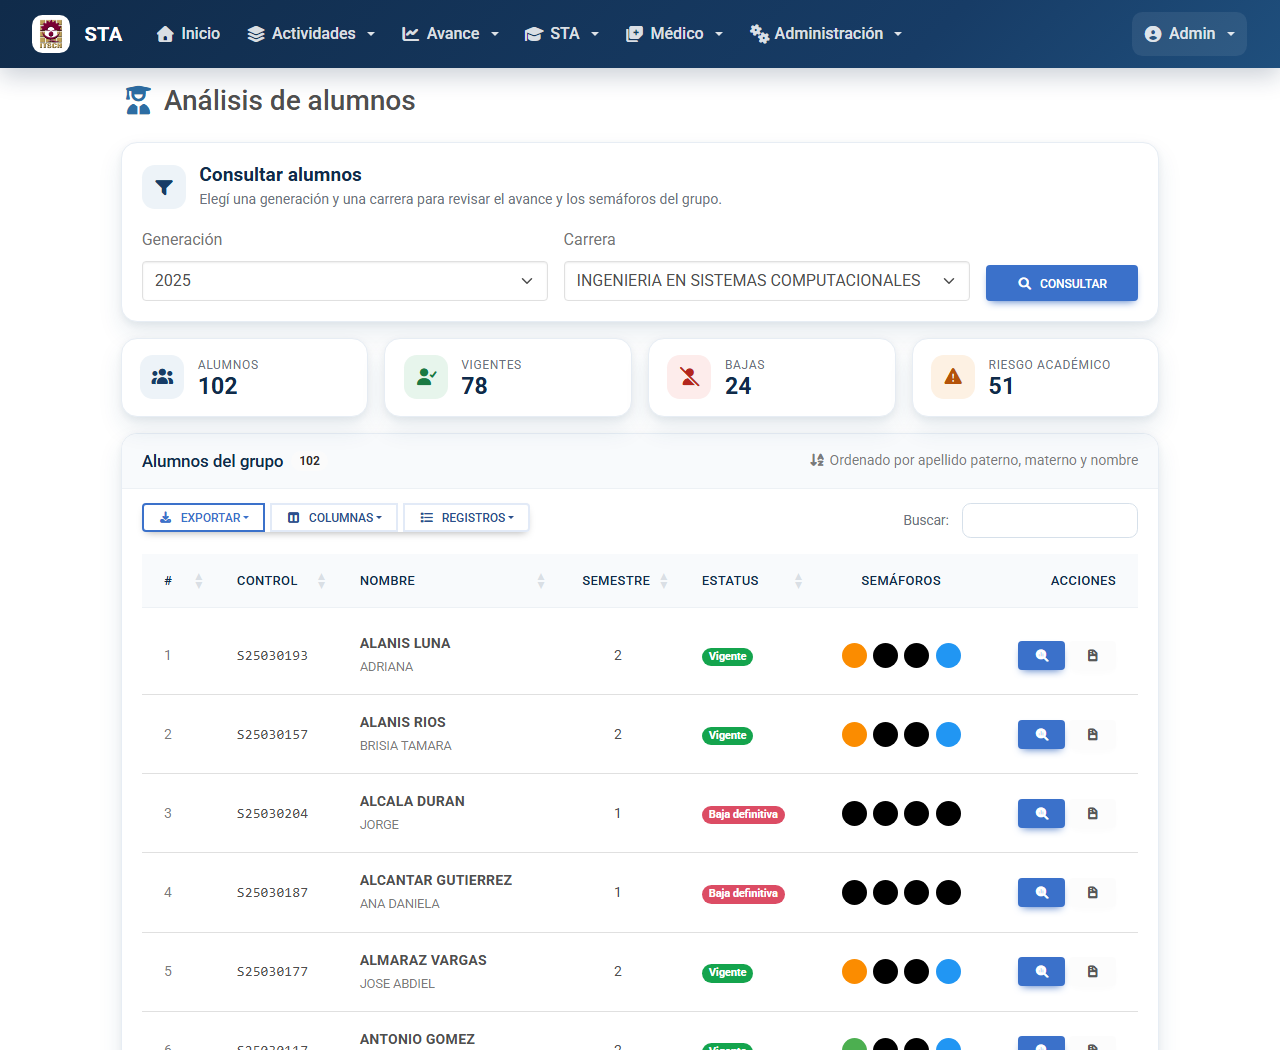 STA
Inicio
Actividades
Avance
STA
Médico
Administración
Admin
Análisis de alumnos
Consultar alumnos
Elegí una generación y una carrera para revisar el avance y los semáforos del grupo.
Generación
Carrera
2025
INGENIERIA EN SISTEMAS COMPUTACIONALES
CONSULTAR
ALUMNOS
102
VIGENTES
78
BAJAS
24
RIESGO ACADÉMICO
51
Alumnos del grupo 102
Ordenado por apellido paterno, materno y nombre
EXPORTAR
COLUMNAS
REGISTROS
Buscar:
# CONTROL NOMBRE SEMESTRE ESTATUS SEMÁFOROS ACCIONES
1 S25030193 ALANIS LUNA ADRIANA 2 Vigente
2 S25030157 ALANIS RIOS BRISIA TAMARA 2 Vigente
3 S25030204 ALCALA DURAN JORGE 1 Baja definitiva
4 S25030187 ALCANTAR GUTIERREZ ANA DANIELA 1 Baja definitiva
5 S25030177 ALMARAZ VARGAS JOSE ABDIEL 2 Vigente
6 S25030117 ANTONIO GOMEZ 2 Vigente